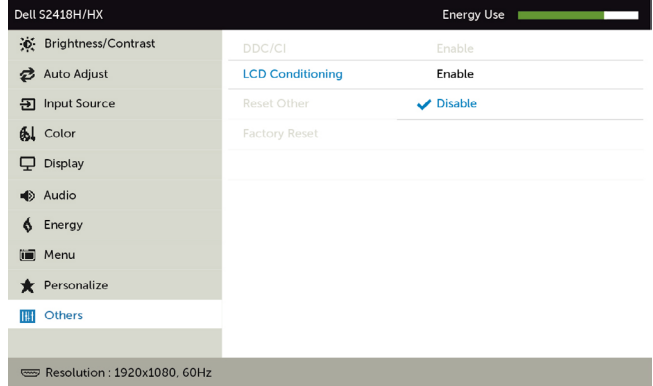 Dell S2418H/HX Energy Use
Brightness/Contrast
Auto Adjust
Input Source
Color
Display
Audio
Energy
Menu
Personalize
Others
DDC/CI Enable
LCD Conditioning Enable
Reset Other Disable
Factory Reset
Resolution : 1920x1080, 60Hz